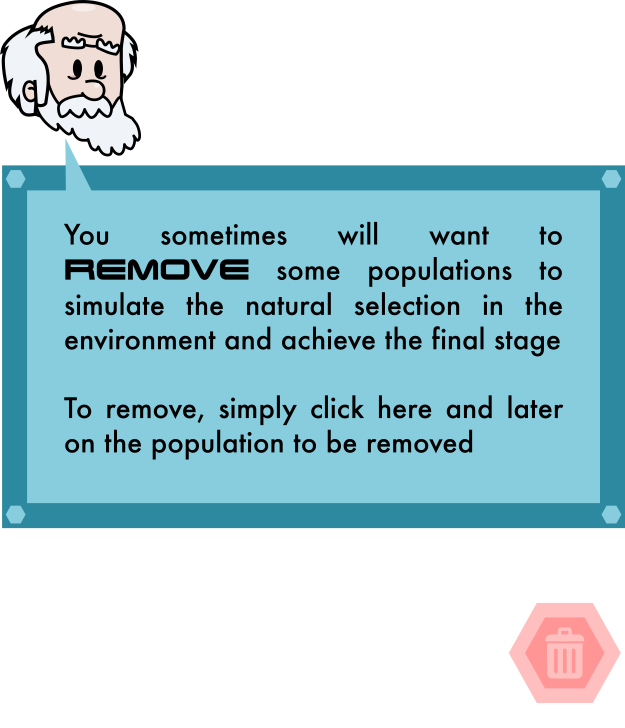 You sometimes will want to
REMOVE some populations to
simulate the natural selection in the
environment and achieve the final stage
To remove, simply click here and later
on the population to be removed